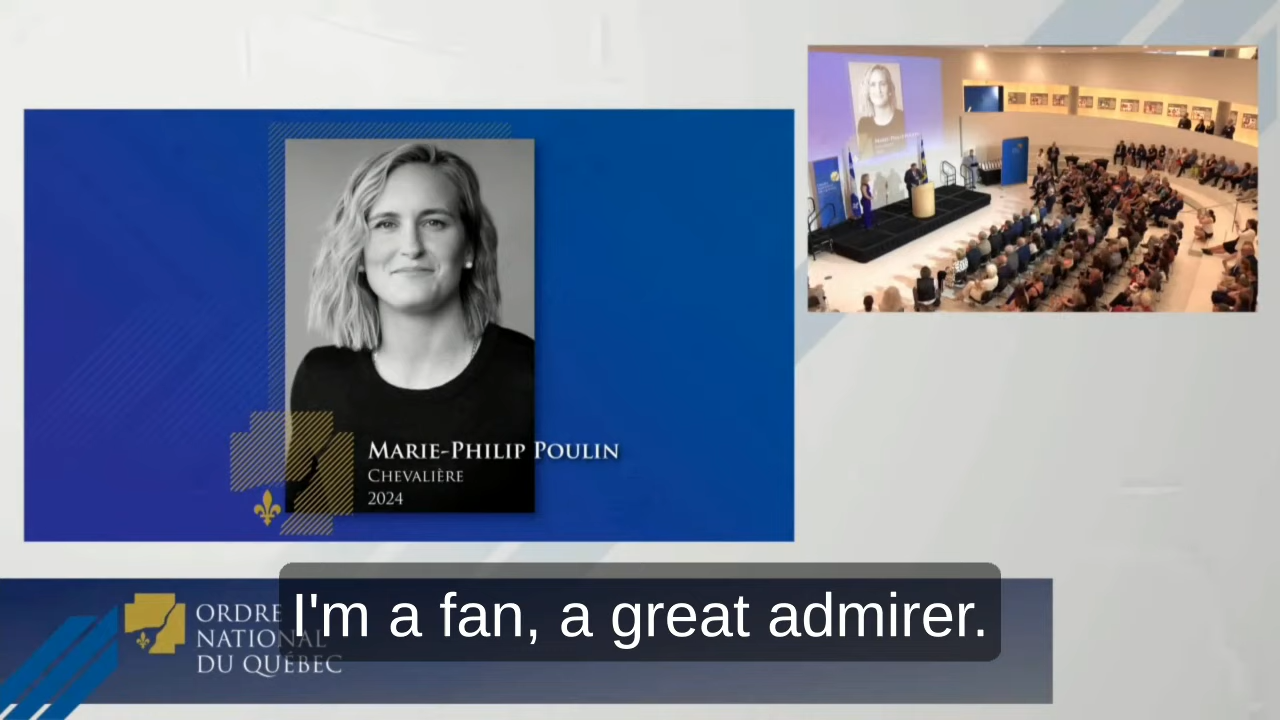 Marie-Philip Poulin
Chevalière
2024
ORDRE
NATIONAL
DU QUÉBEC
I'm a fan, a great admirer.